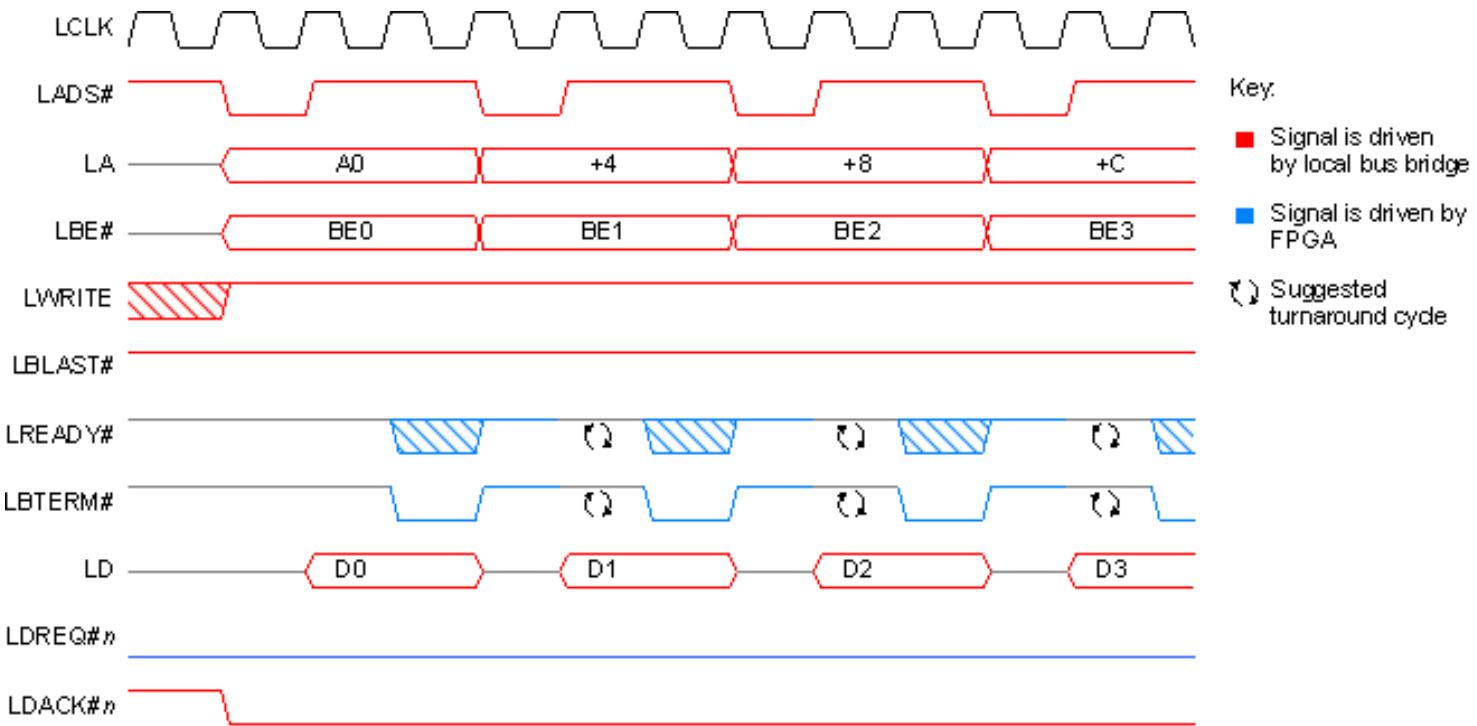 LCLK
LADS#
LA
A0
+4
+8
+C
LBE#
BE0
BE1
BE2
BE3
LWRITE
LBLAST#
LREADY#
LBTERM#
LD
D0
D1
D2
D3
LDREQ#n
LDACK#n
Key:
Signal is driven
by local bus bridge
Signal is driven by
FPGA
Suggested
turnaround cycle